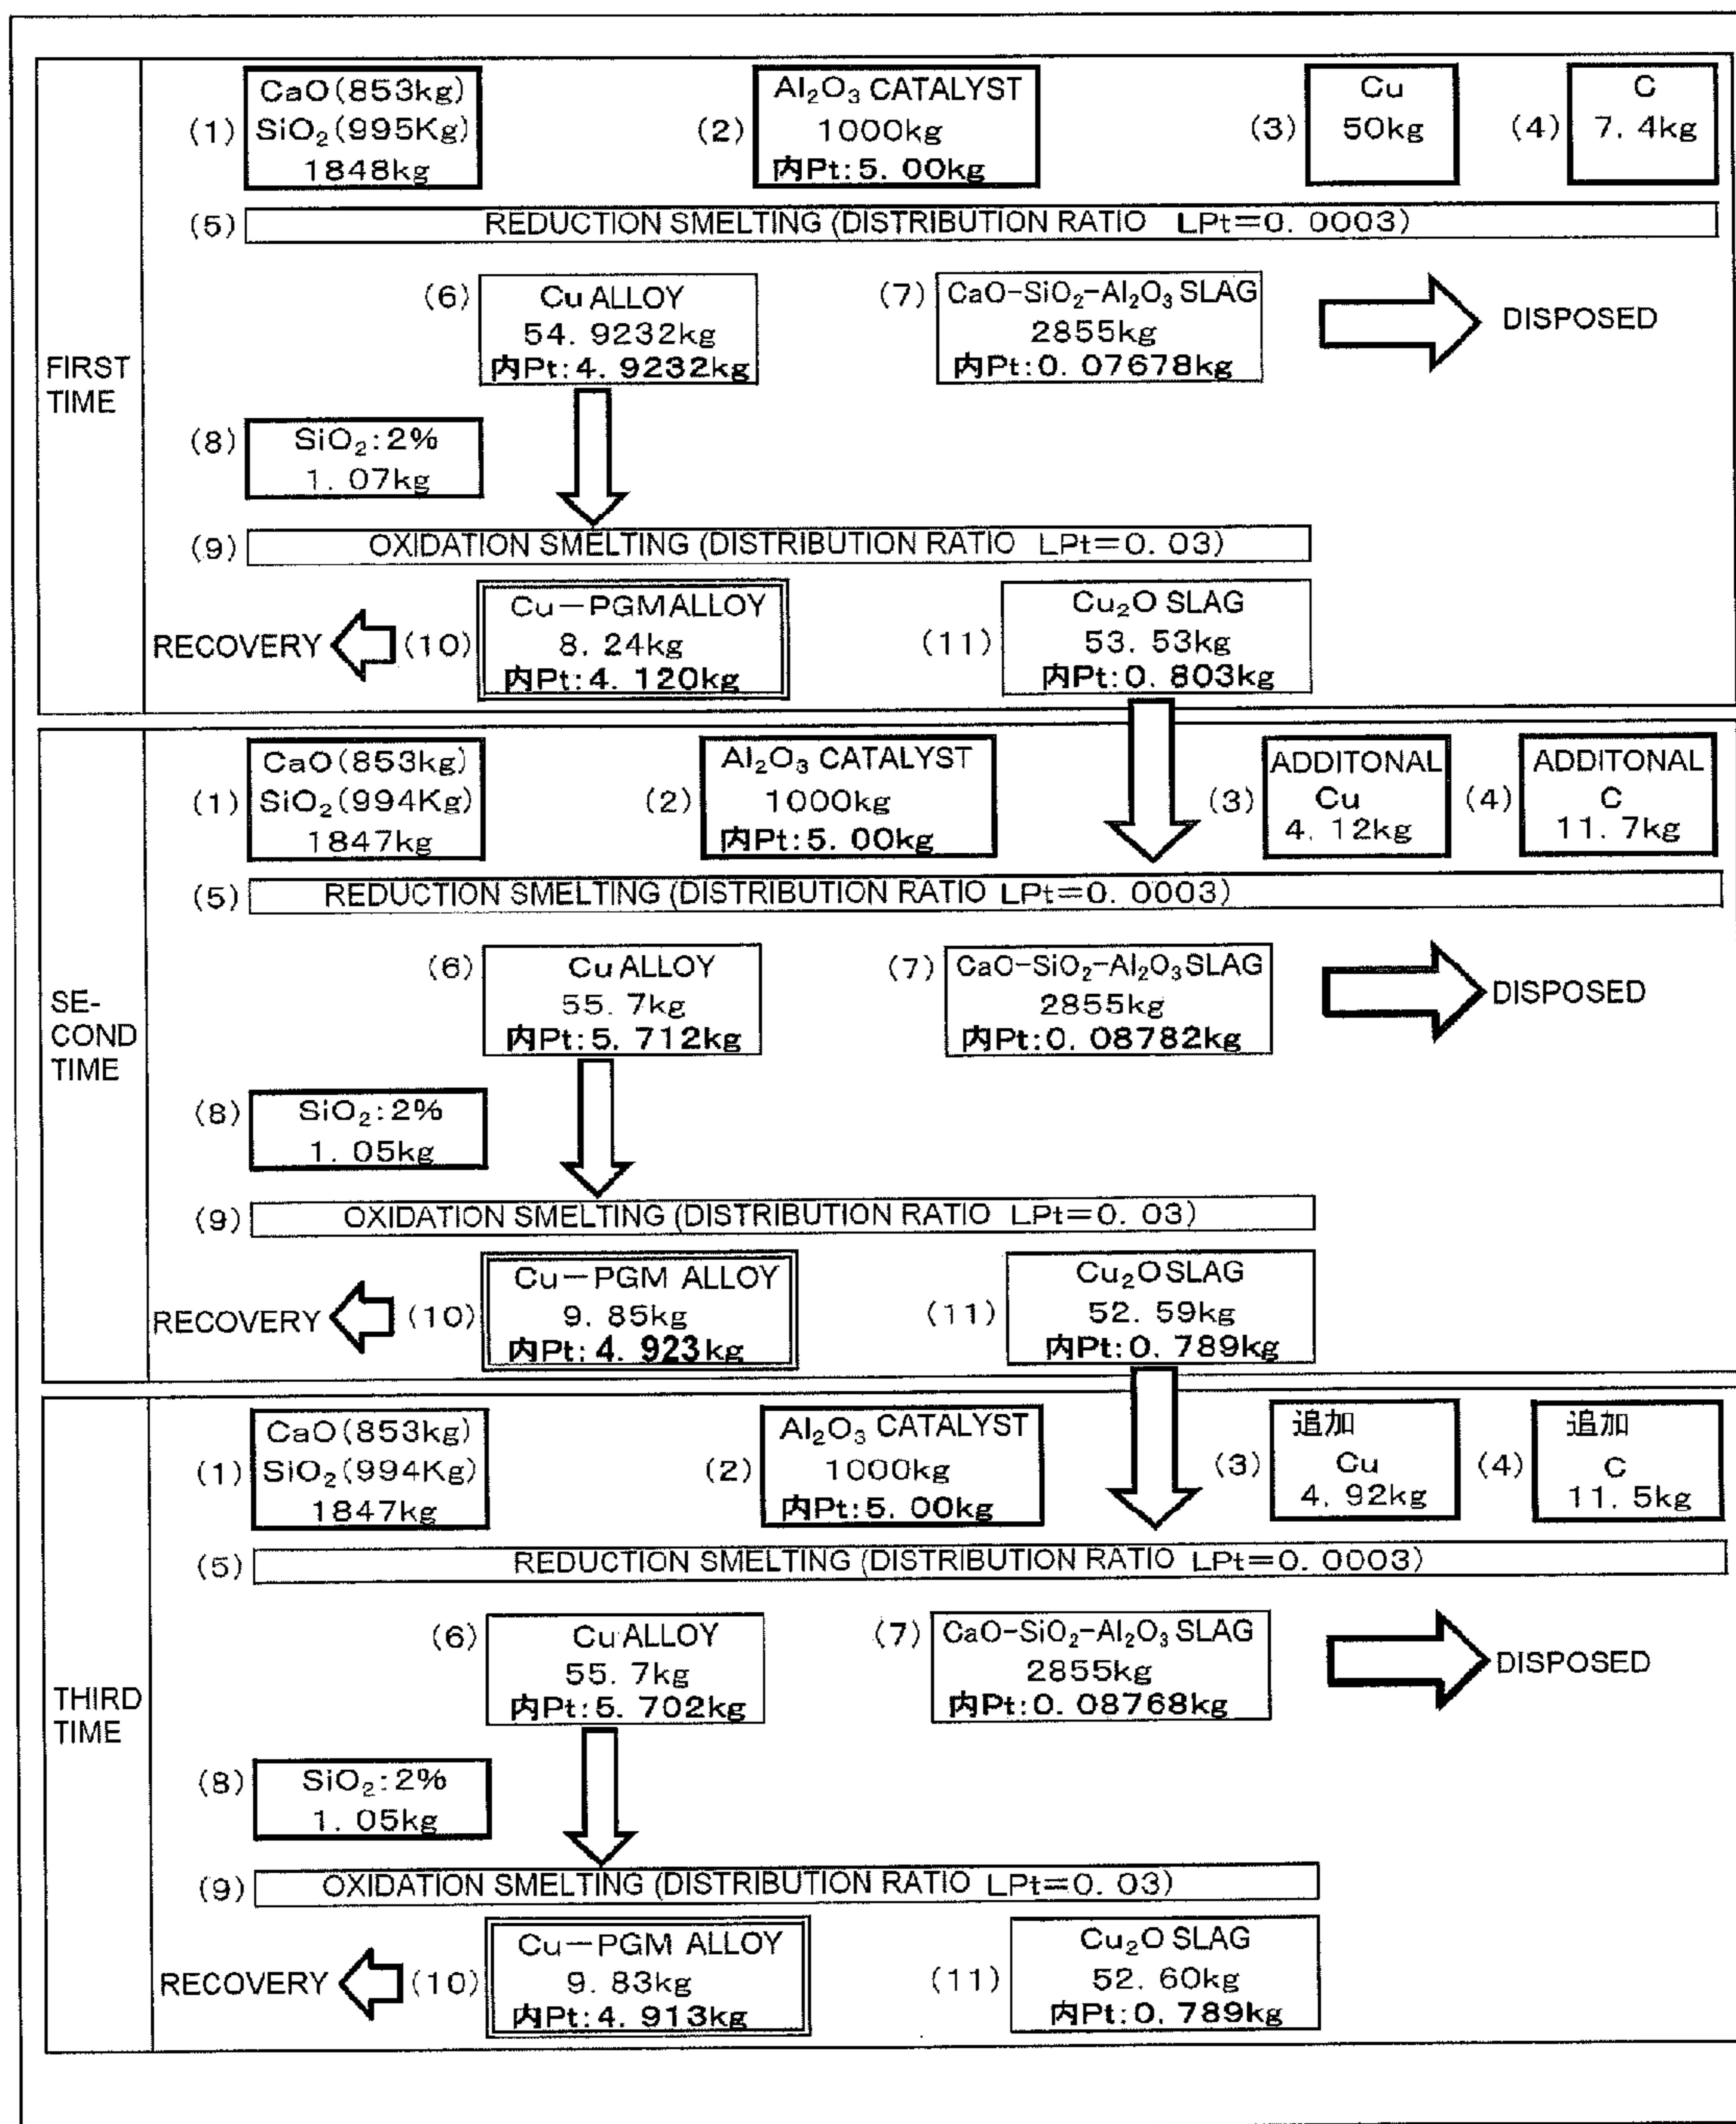 FIRST
TIME
(1)
CaO(853kg)
SiO₂(995Kg)
1848kg
(2)
Al₂O₃ CATALYST
1000kg
内Pt:5. 00kg
(3)
Cu
50kg
(4)
C
7. 4kg
(5)
REDUCTION SMELTING (DISTRIBUTION RATIO LPt=0. 0003)
(6)
Cu ALLOY
54. 9232kg
内Pt:4. 9232kg
(7)
CaO-SiO₂-Al₂O₃ SLAG
2855kg
内Pt:0. 07678kg
DISPOSED
(8)
SiO₂:2%
1. 07kg
(9)
OXIDATION SMELTING (DISTRIBUTION RATIO LPt=0. 03)
RECOVERY
(10)
Cu-PGM ALLOY
8. 24kg
内Pt:4. 120kg
(11)
Cu₂O SLAG
53. 53kg
内Pt:0. 803kg
SE-
COND
TIME
(1)
CaO(853kg)
SiO₂(994Kg)
1847kg
(2)
Al₂O₃ CATALYST
1000kg
内Pt:5. 00kg
(3)
ADDITONAL
Cu
4. 12kg
(4)
ADDITONAL
C
11. 7kg
(5)
REDUCTION SMELTING (DISTRIBUTION RATIO LPt=0. 0003)
(6)
Cu ALLOY
55. 7kg
内Pt:5. 712kg
(7)
CaO-SiO₂-Al₂O₃ SLAG
2855kg
内Pt:0. 08782kg
DISPOSED
(8)
SiO₂:2%
1. 05kg
(9)
OXIDATION SMELTING (DISTRIBUTION RATIO LPt=0. 03)
RECOVERY
(10)
Cu-PGM ALLOY
9. 85kg
内Pt:4. 923kg
(11)
Cu₂O SLAG
52. 59kg
内Pt:0. 789kg
THIRD
TIME
(1)
CaO(853kg)
SiO₂(994Kg)
1847kg
(2)
Al₂O₃ CATALYST
1000kg
内Pt:5. 00kg
(3)
追加
Cu
4. 92kg
(4)
追加
C
11. 5kg
(5)
REDUCTION SMELTING (DISTRIBUTION RATIO LPt=0. 0003)
(6)
Cu ALLOY
55. 7kg
内Pt:5. 702kg
(7)
CaO-SiO₂-Al₂O₃ SLAG
2855kg
内Pt:0. 08768kg
DISPOSED
(8)
SiO₂:2%
1. 05kg
(9)
OXIDATION SMELTING (DISTRIBUTION RATIO LPt=0. 03)
RECOVERY
(10)
Cu-PGM ALLOY
9. 83kg
内Pt:4. 913kg
(11)
Cu₂O SLAG
52. 60kg
内Pt:0. 789kg